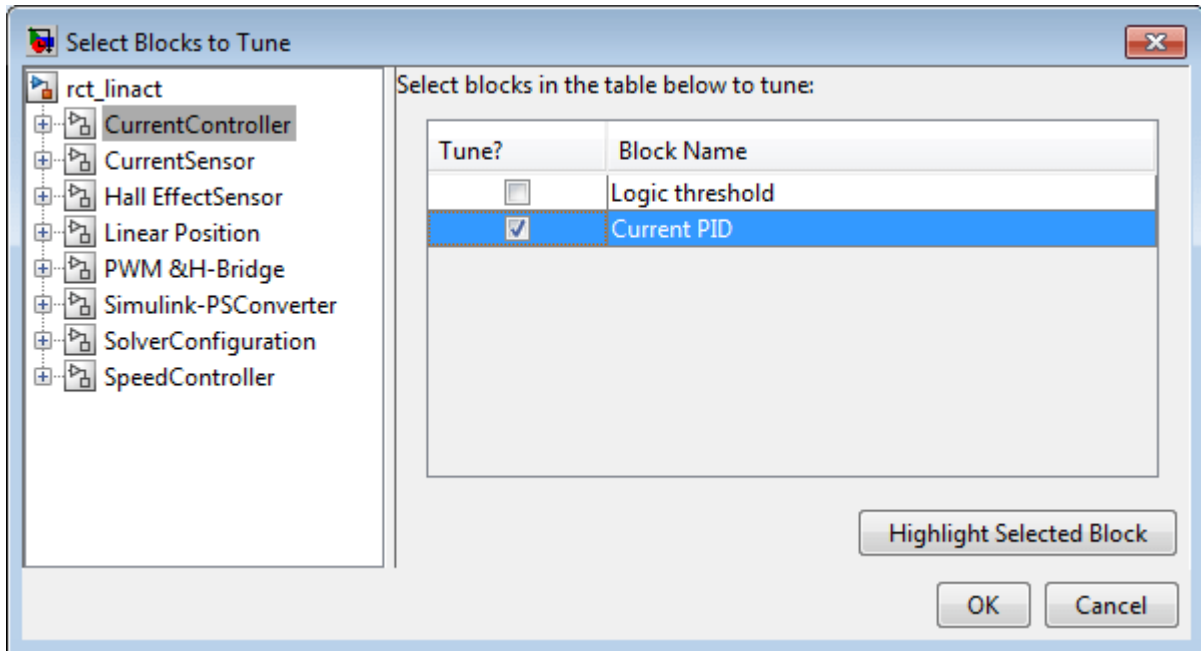 Select Blocks to Tune
rct_linact
CurrentController
CurrentSensor
Hall EffectSensor
Linear Position
PWM &H-Bridge
Simulink-PSConverter
SolverConfiguration
SpeedController
Select blocks in the table below to tune:
Tune? Block Name
Logic threshold
Current PID
Highlight Selected Block
OK Cancel